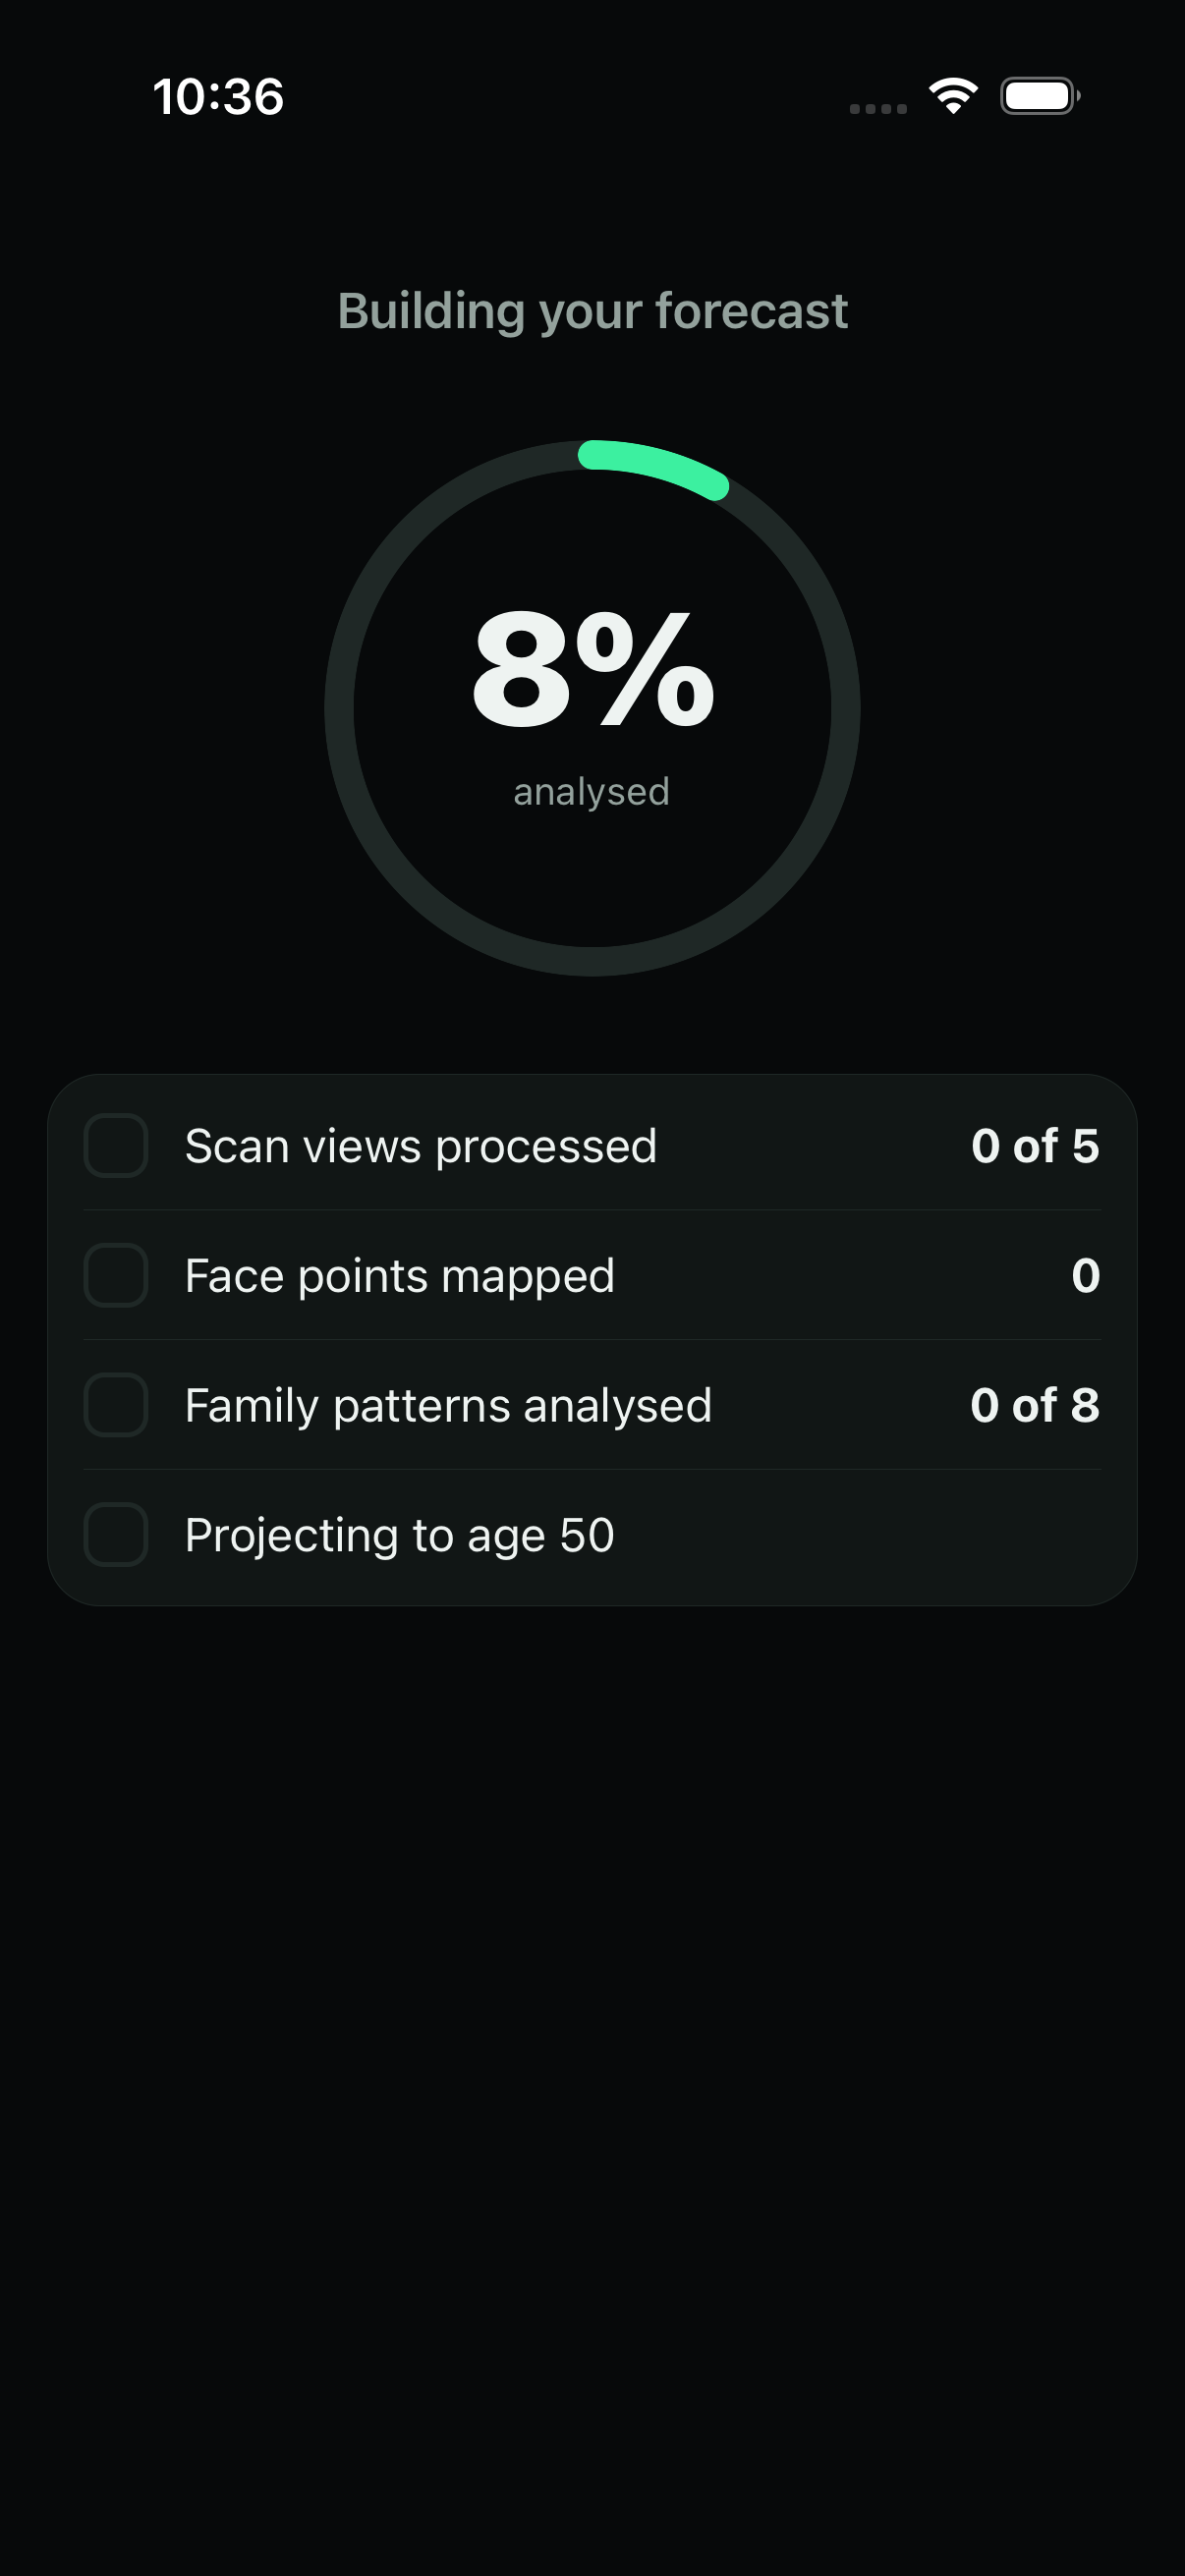 10:36
Building your forecast
8%
analysed
Scan views processed 0 of 5
Face points mapped 0
Family patterns analysed 0 of 8
Projecting to age 50